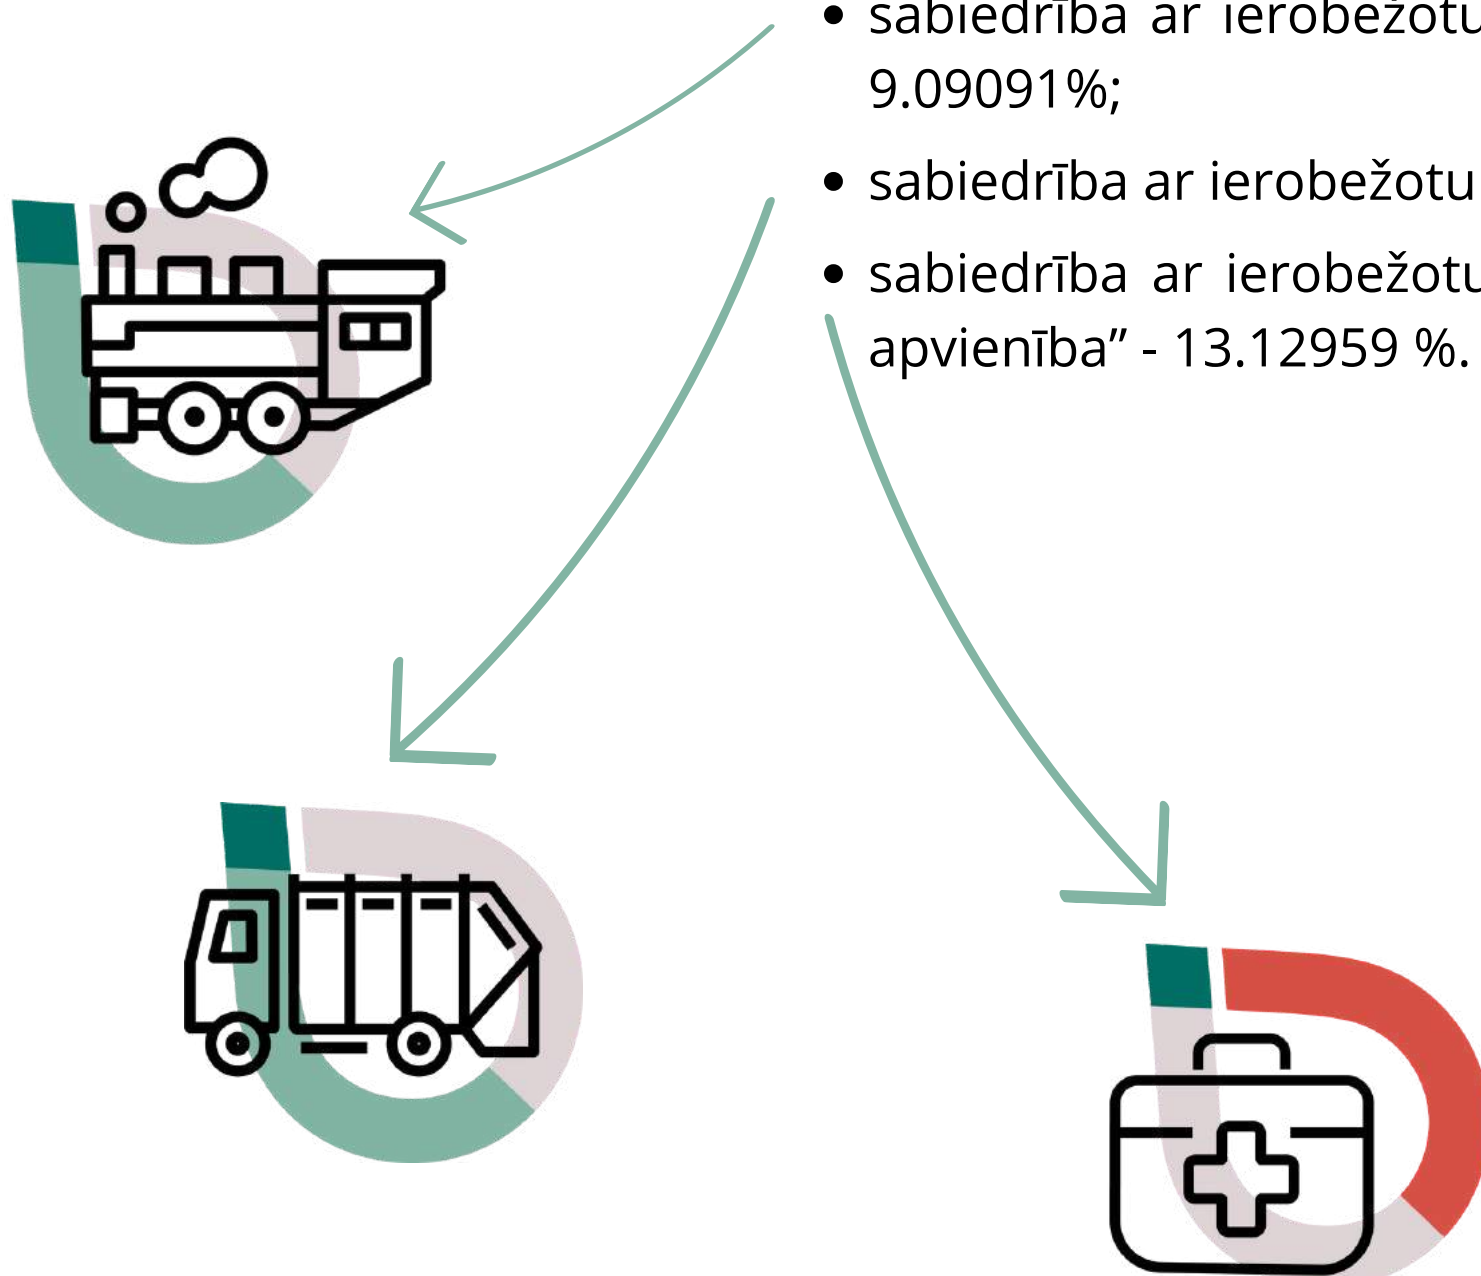 • sabiedrība ar ierobežotu
9.09091%;
• sabiedrība ar ierobežotu
• sabiedrība ar ierobežotu
apvienība” - 13.12959 %.